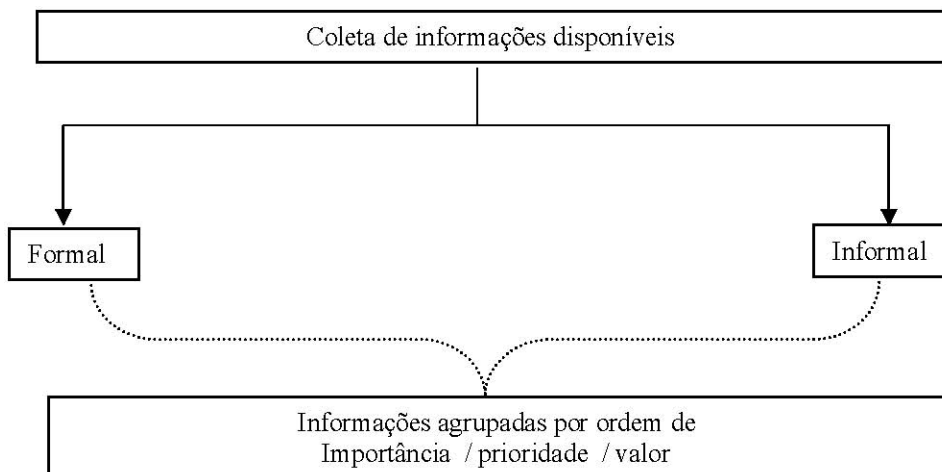 Coleta de informações disponíveis
Formal
Informal
Informações agrupadas por ordem de
Importância / prioridade / valor